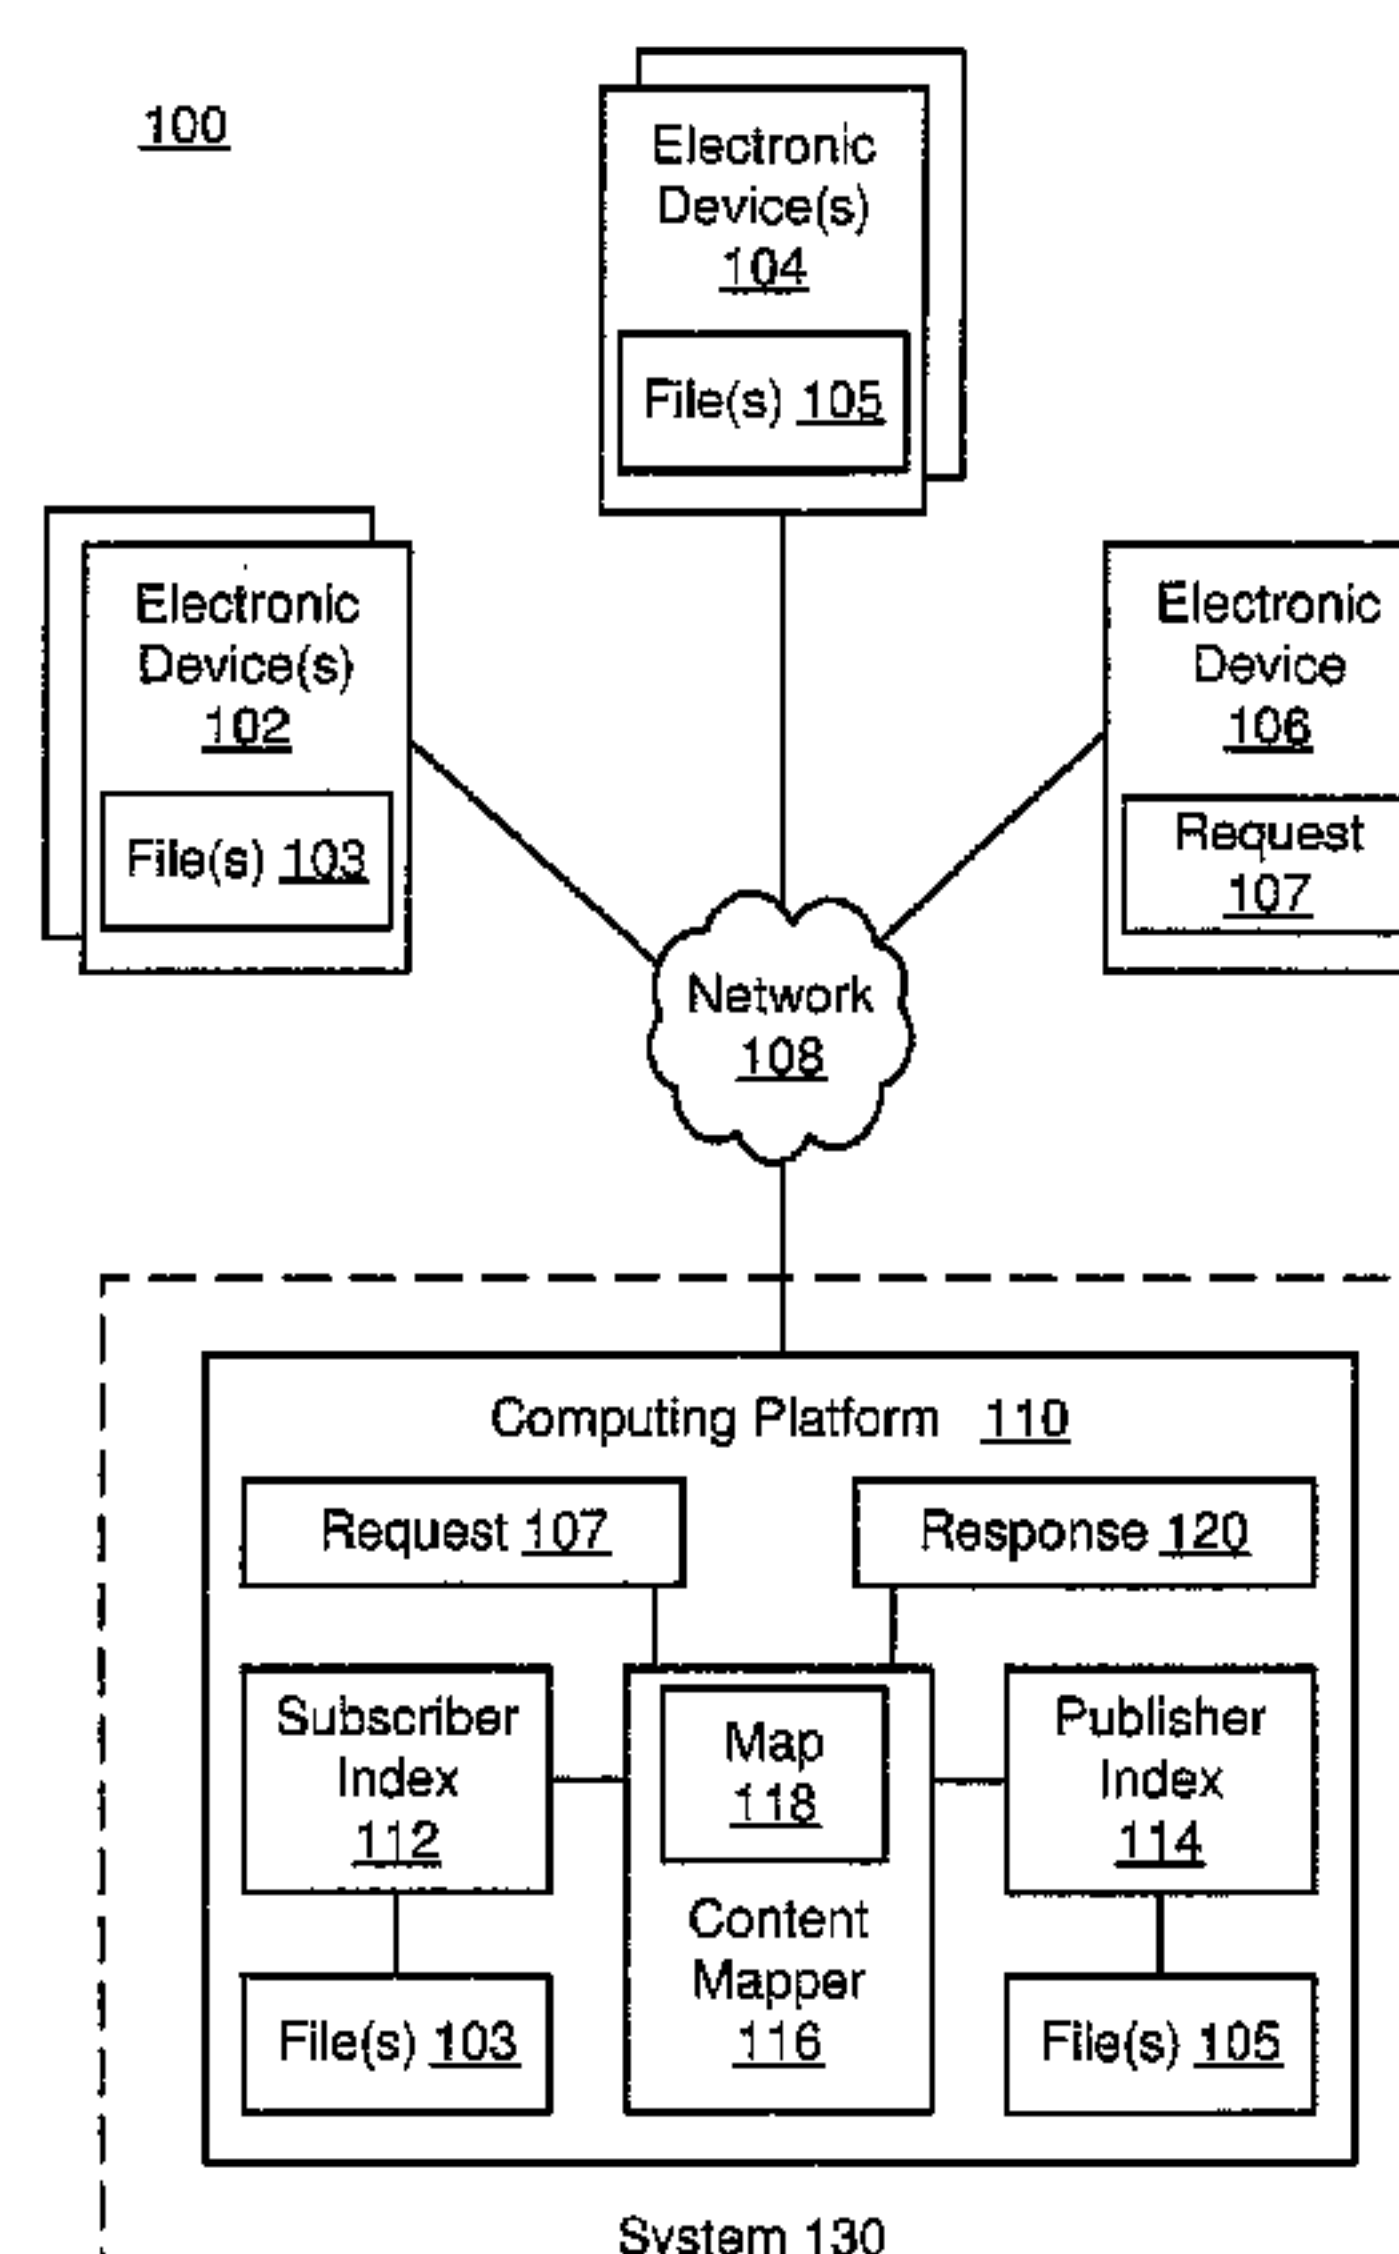 100
Electronic
Device(s)
104
File(s) 105
Electronic
Device(s)
102
File(s) 103
Electronic
Device
106
Request
107
Network
108
Computing Platform 110
Request 107
Response 120
Subscriber
Index
112
Map
118
Publisher
Index
114
Content
Mapper
116
File(s) 103
File(s) 105
System 130